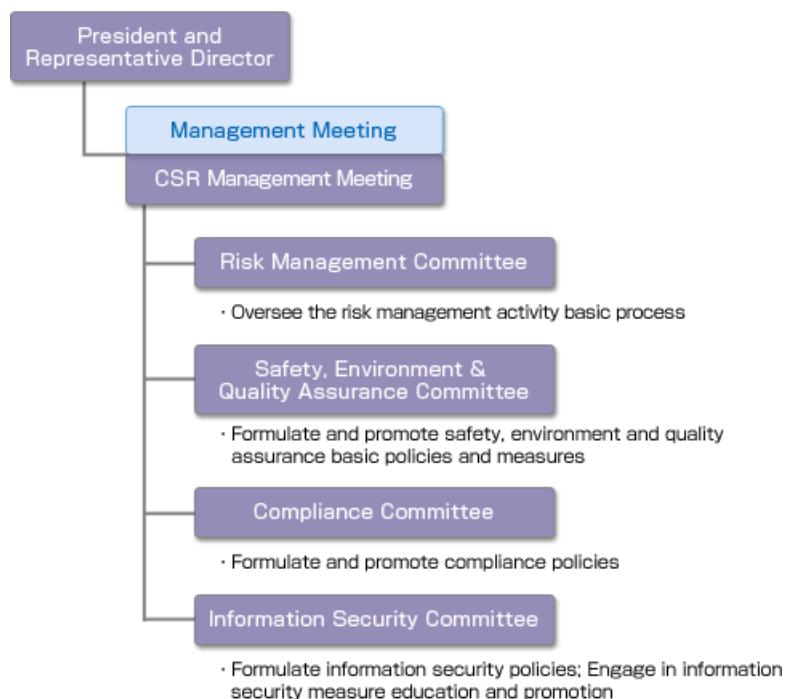 President and
Representative Director
Management Meeting
CSR Management Meeting
Risk Management Committee
· Oversee the risk management activity basic process
Safety, Environment &
Quality Assurance Committee
· Formulate and promote safety, environment and quality
assurance basic policies and measures
Compliance Committee
· Formulate and promote compliance policies
Information Security Committee
· Formulate information security policies; Engage in information
security measure education and promotion